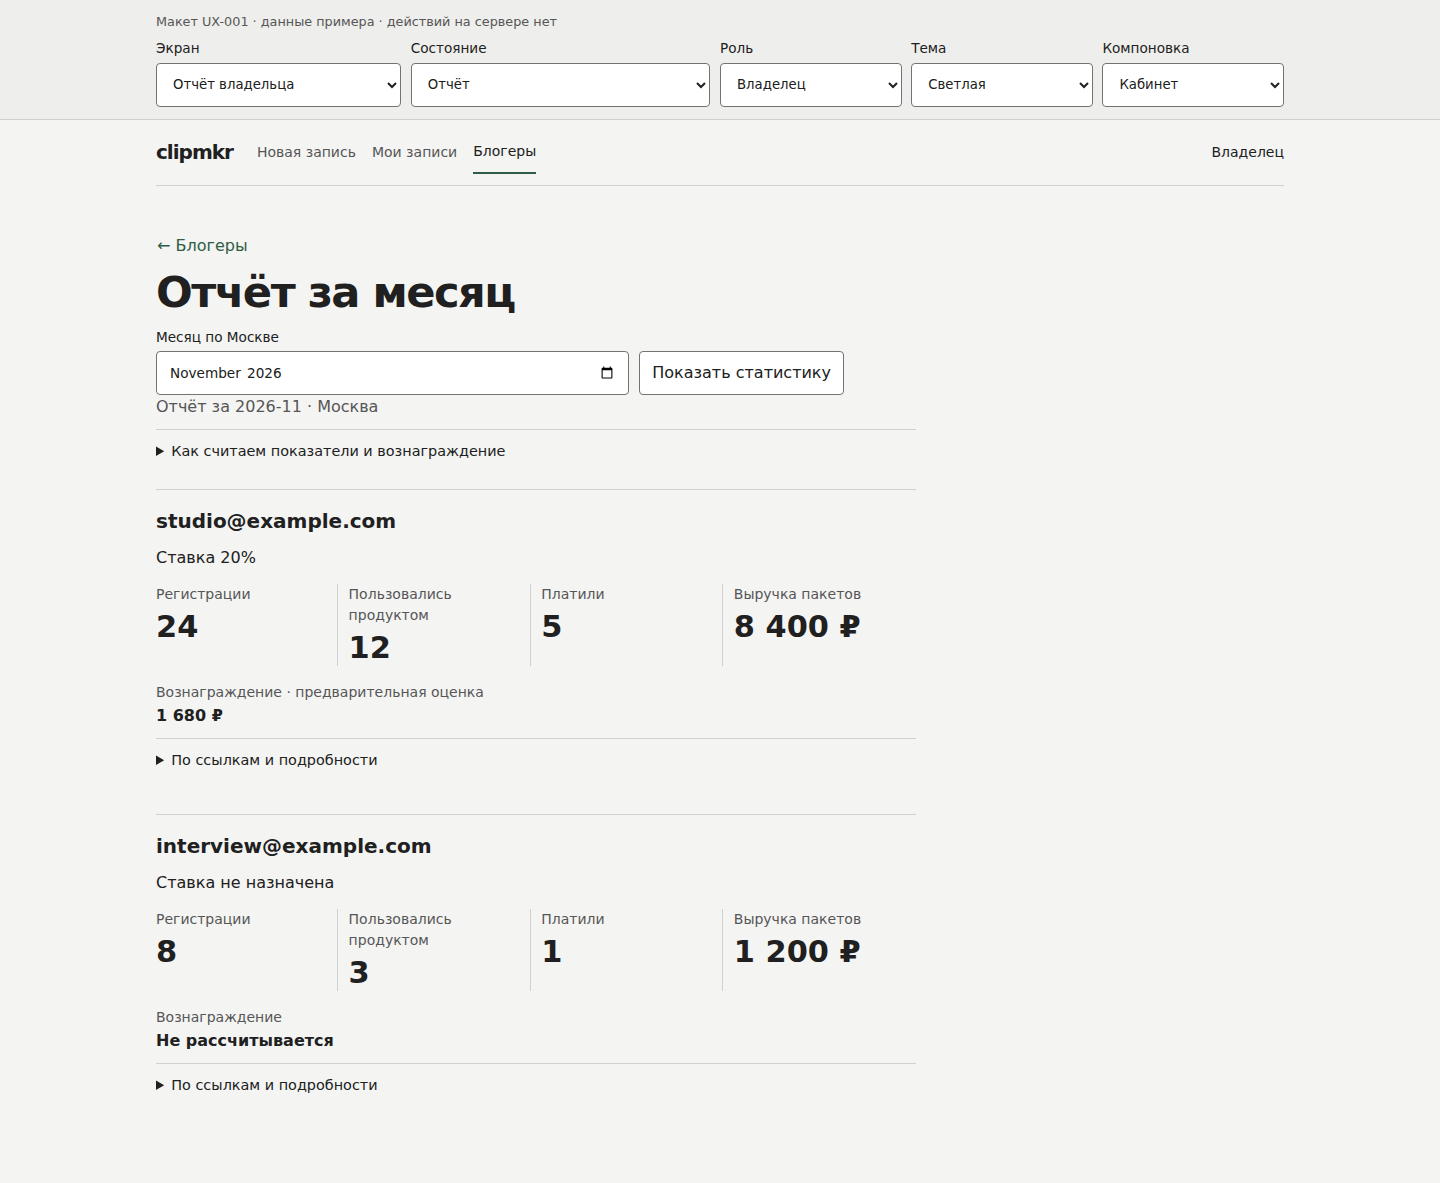 Макет UX-001 · данные примера · действий на сервере нет
Экран Состояние Роль Тема Компоновка
Отчёт владельца Отчёт Владелец Светлая Кабинет
clipmkr Новая запись Мои записи Блогеры Владелец
← Блогеры
Отчёт за месяц
Месяц по Москве
November 2026 Показать статистику
Отчёт за 2026-11 · Москва
Как считаем показатели и вознаграждение
studio@example.com
Ставка 20%
Регистрации Пользовались продуктом Платили Выручка пакетов
24 12 5 8 400 ₽
Вознаграждение · предварительная оценка
1 680 ₽
По ссылкам и подробности
interview@example.com
Ставка не назначена
Регистрации Пользовались продуктом Платили Выручка пакетов
8 3 1 1 200 ₽
Вознаграждение
Не рассчитывается
По ссылкам и подробности